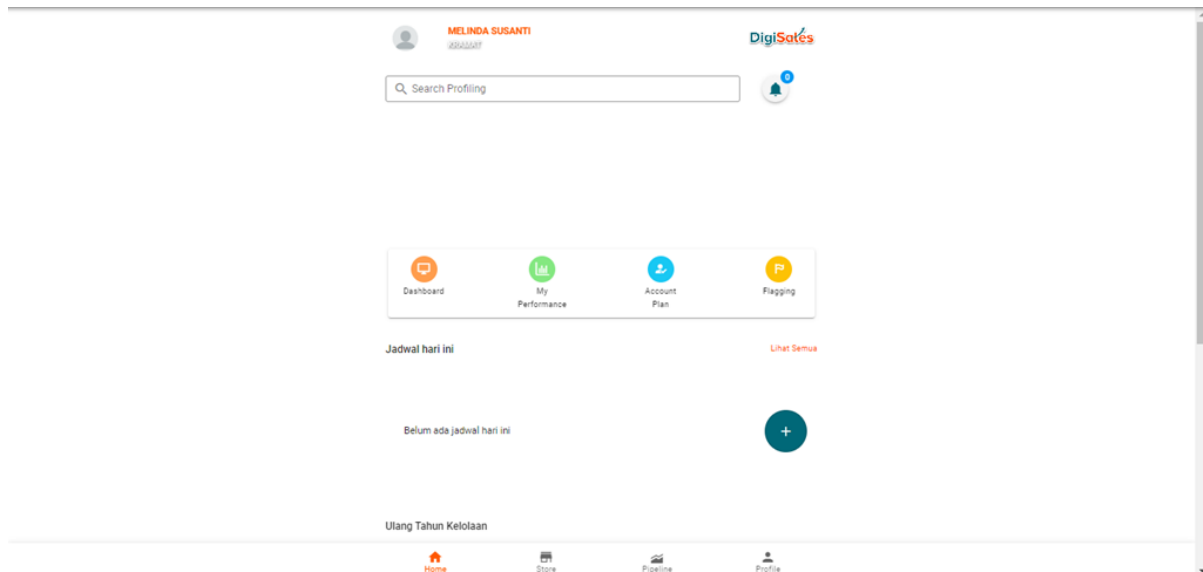 MELINDA SUSANTI
KRAMAT
DigiSales
Search Profiling
0
Dashboard
My
Performance
Account
Plan
Flagging
Jadwal hari ini
Lihat Semua
Belum ada jadwal hari ini
+
Ulang Tahun Kelolaan
Home
Store
Pipeline
Profile